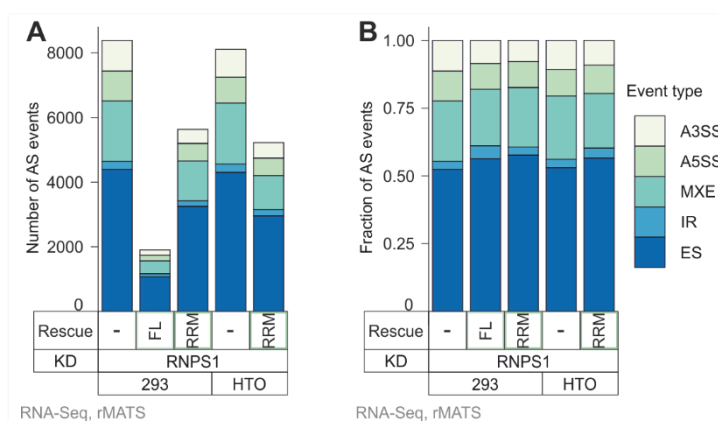 A
Number of AS events
8000
6000
4000
2000
0
Rescue - FL RRM - RRM
KD RNPS1
293 HTO
RNA-Seq, rMATS
B
Fraction of AS events
1.00
0.75
0.50
0.25
0
Rescue - FL RRM - RRM
KD RNPS1
293 HTO
RNA-Seq, rMATS
Event type
A3SS
A5SS
MXE
IR
ES